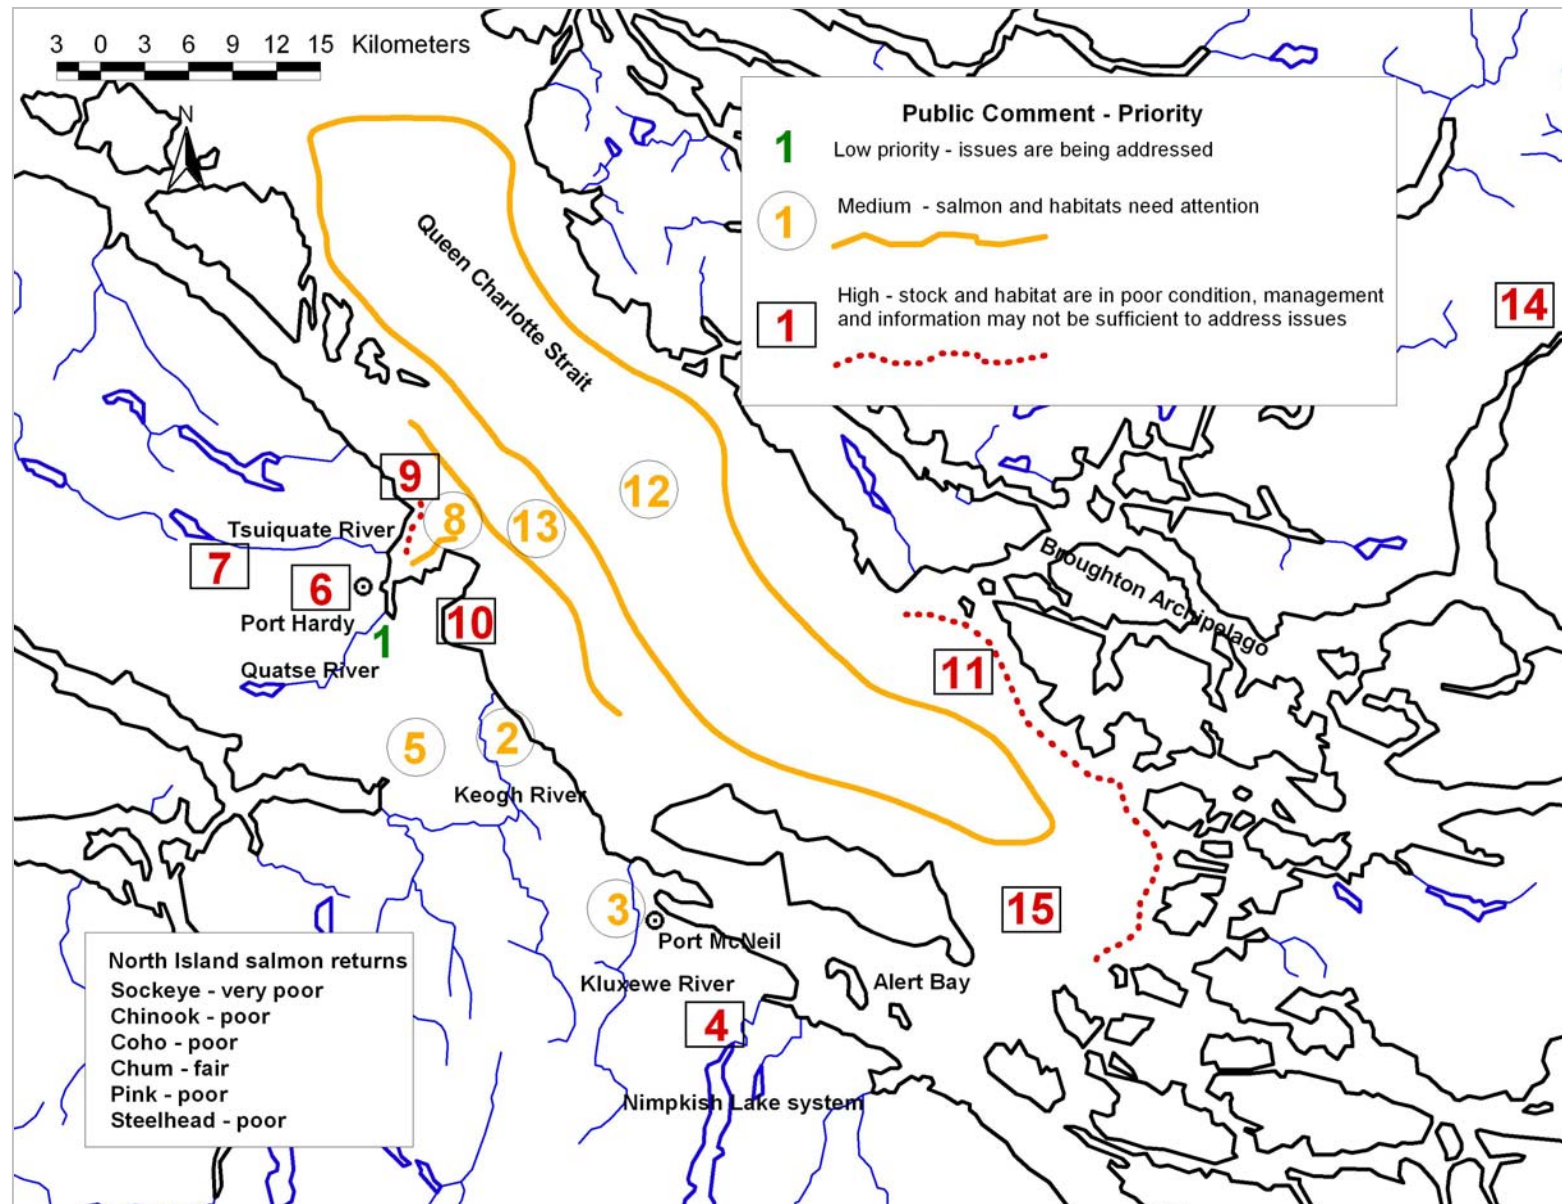 3 0 3 6 9 12 15 Kilometers
N
Public Comment - Priority
1 Low priority - issues are being addressed
1 Medium - salmon and habitats need attention
1 High - stock and habitat are in poor condition, management
and information may not be sufficient to address issues
Queen Charlotte Strait
14
9
12
8
13
Tsuiquate River
7
6
Port Hardy
10
1
Quatse River
Broughton Archipelago
11
5
2
Keogh River
3
15
Port McNeil
Kluxewe River
Alert Bay
4
Nimpkish Lake system
North Island salmon returns
Sockeye - very poor
Chinook - poor
Coho - poor
Chum - fair
Pink - poor
Steelhead - poor